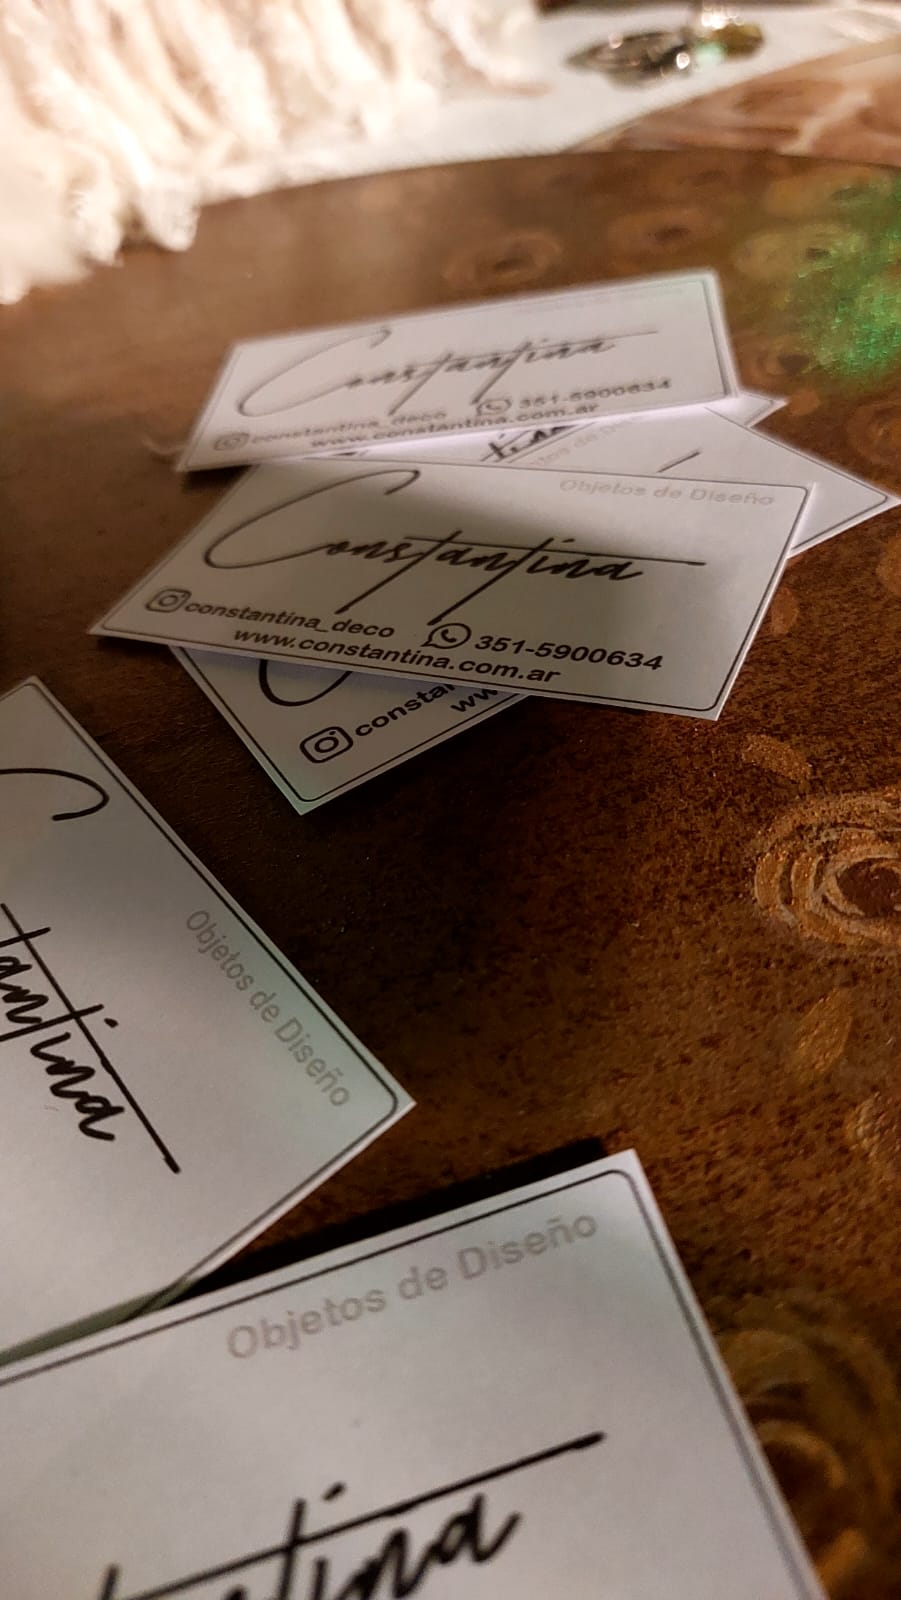 Constantina
351-5900634
constantina_deco
www.constantina.com.ar
tina
Objetos de Diseño
Constantina
constantina_deco
351-5900634
www.constantina.com.ar
constan
ww
Objetos de Diseño
tantina
Objetos de Diseño
ntina